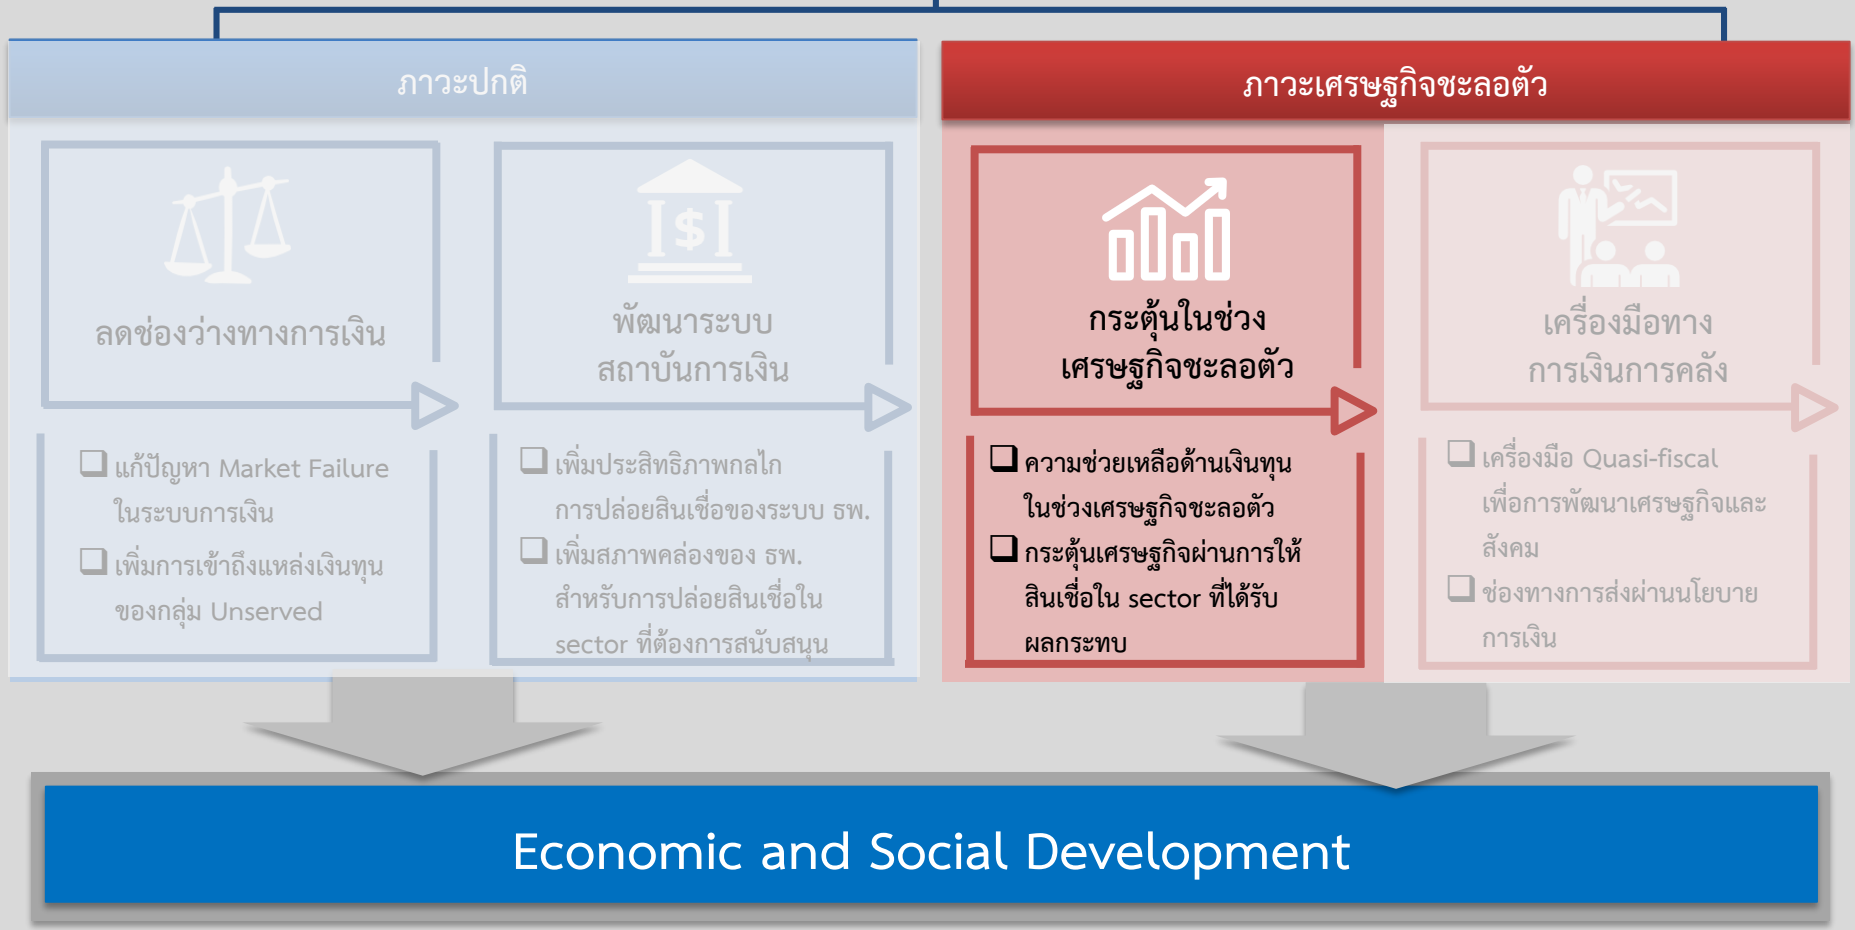 ภาวะปกติ
ลดช่องว่างทางการเงิน
❑ แก้ปัญหา Market Failure
ในระบบการเงิน
❑ เพิ่มการเข้าถึงแหล่งเงินทุน
ของกลุ่ม Unserved
$
พัฒนาระบบ
สถาบันการเงิน
❑ เพิ่มประสิทธิภาพกลไก
การปล่อยสินเชื่อของระบบ ธพ.
❑ เพิ่มสภาพคล่องของ ธพ.
สำหรับการปล่อยสินเชื่อใน
sector ที่ต้องการสนับสนุน
ภาวะเศรษฐกิจชะลอตัว
กระตุ้นในช่วง
เศรษฐกิจชะลอตัว
❑ ความช่วยเหลือด้านเงินทุน
ในช่วงเศรษฐกิจชะลอตัว
❑ กระตุ้นเศรษฐกิจผ่านการให้
สินเชื่อใน sector ที่ได้รับ
ผลกระทบ
เครื่องมือทาง
การเงินการคลัง
❑ เครื่องมือ Quasi-fiscal
เพื่อการพัฒนาเศรษฐกิจและ
สังคม
❑ ช่องทางการส่งผ่านนโยบาย
การเงิน
Economic and Social Development